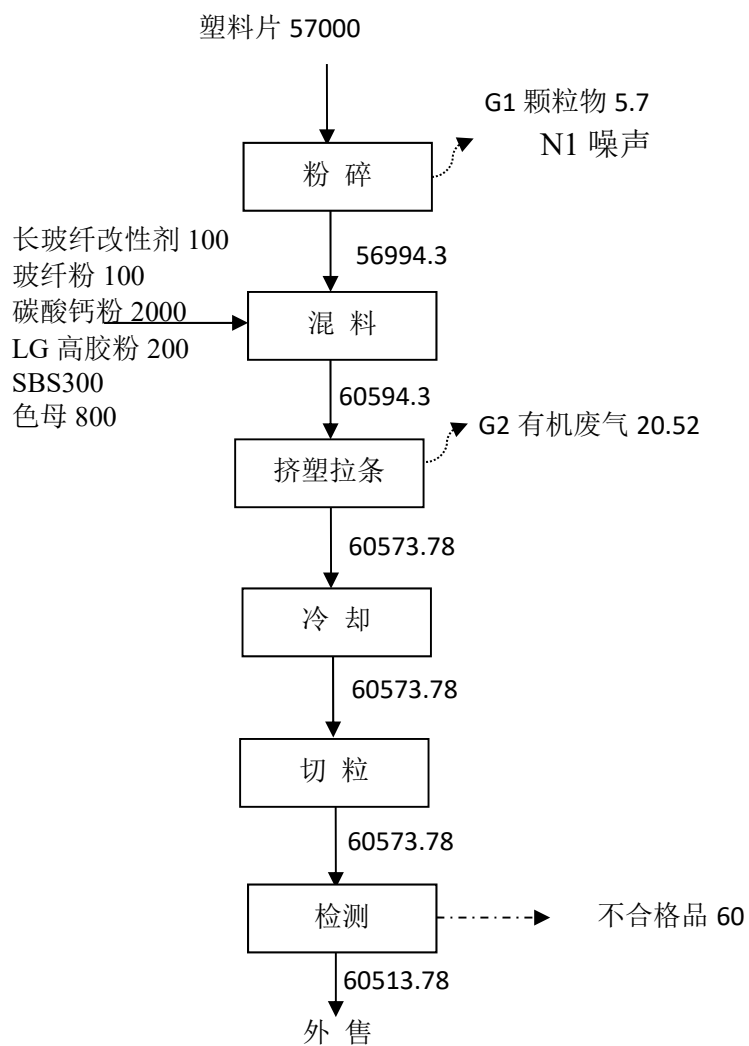 塑料片 57000
G1 颗粒物 5.7
N1 噪声
粉 碎
56994.3
长玻纤改性剂 100
玻纤粉 100
碳酸钙粉 2000
LG 高胶粉 200
SBS300
色母 800
混 料
60594.3
G2 有机废气 20.52
挤塑拉条
60573.78
冷 却
60573.78
切 粒
60573.78
检测
不合格品 60
60513.78
外 售